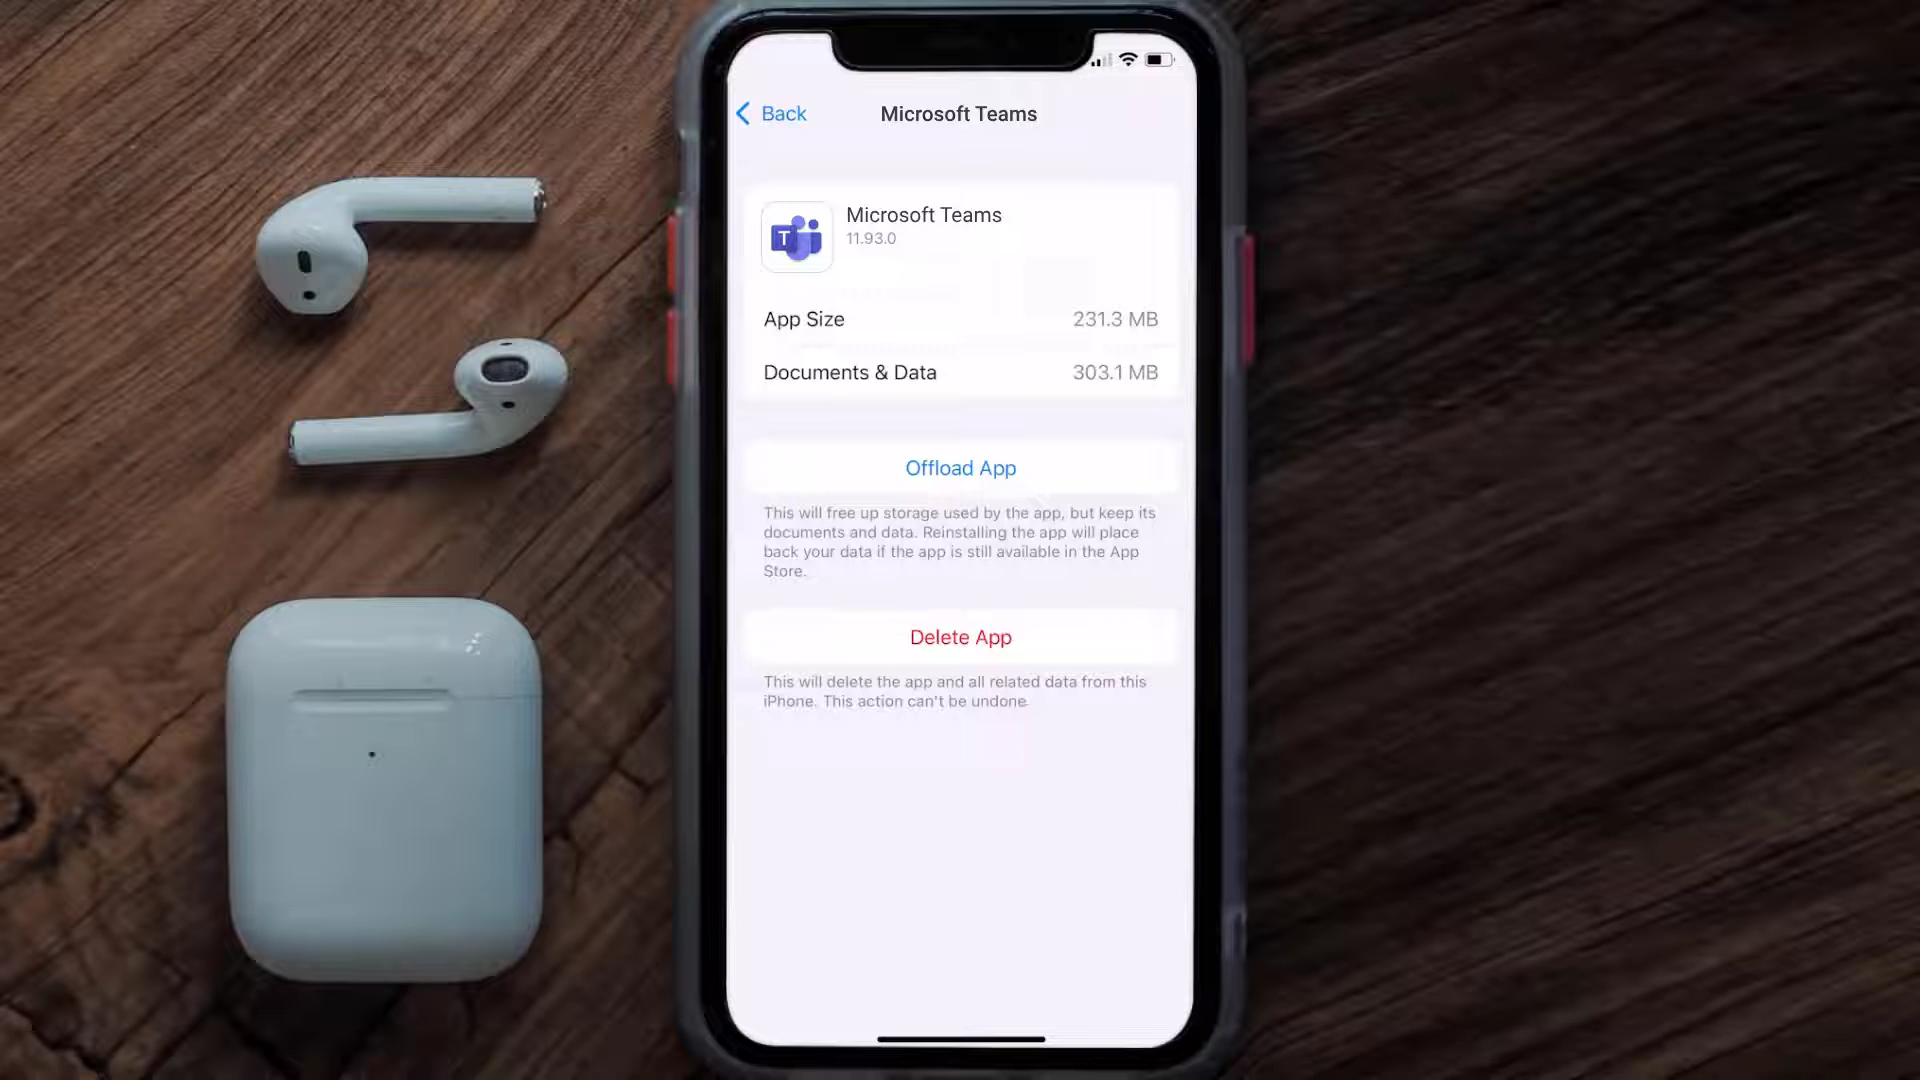 Back
Microsoft Teams
T
Microsoft Teams
11.93.0
App Size
231.3 MB
Documents & Data
303.1 MB
Offload App
This will free up storage used by the app, but keep its
documents and data. Reinstalling the app will place
back your data if the app is still available in the App
Store.
Delete App
This will delete the app and all related data from this
iPhone. This action can't be undone